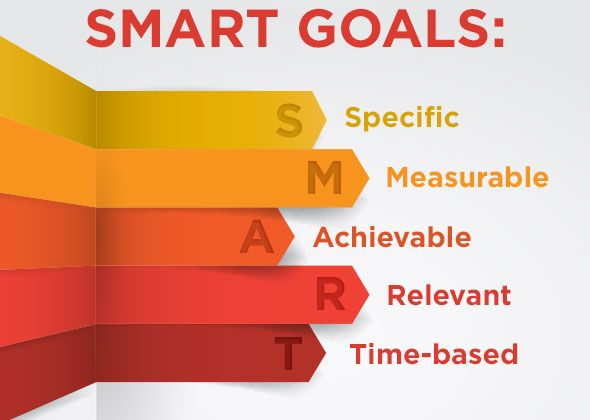 SMART GOALS:
S Specific
M Measurable
A Achievable
R Relevant
T Time-based